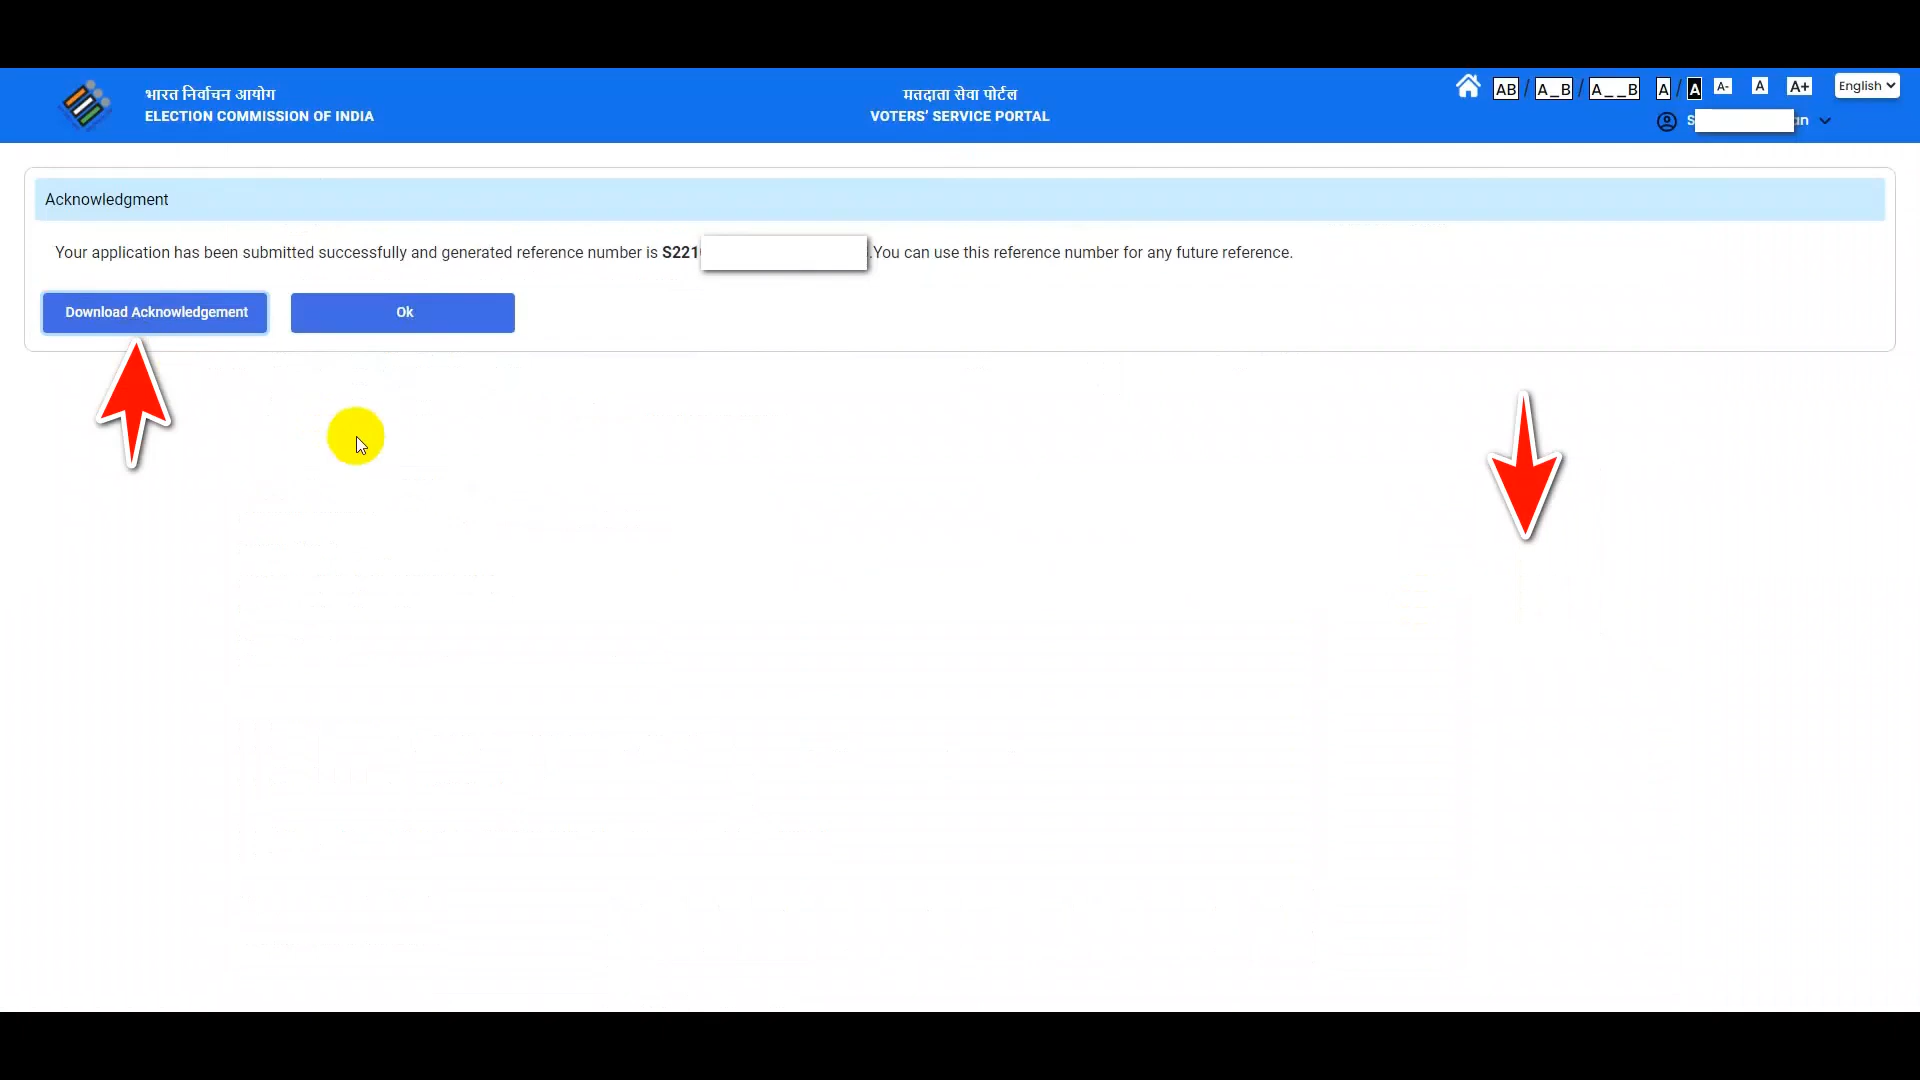 भारत निर्वाचन आयोग
ELECTION COMMISSION OF INDIA
मतदाता सेवा पोर्टल
VOTERS' SERVICE PORTAL
AB / A_B / A__B A / A A- A A+ English
S an
Acknowledgment
Your application has been submitted successfully and generated reference number is S221 .You can use this reference number for any future reference.
Download Acknowledgement Ok